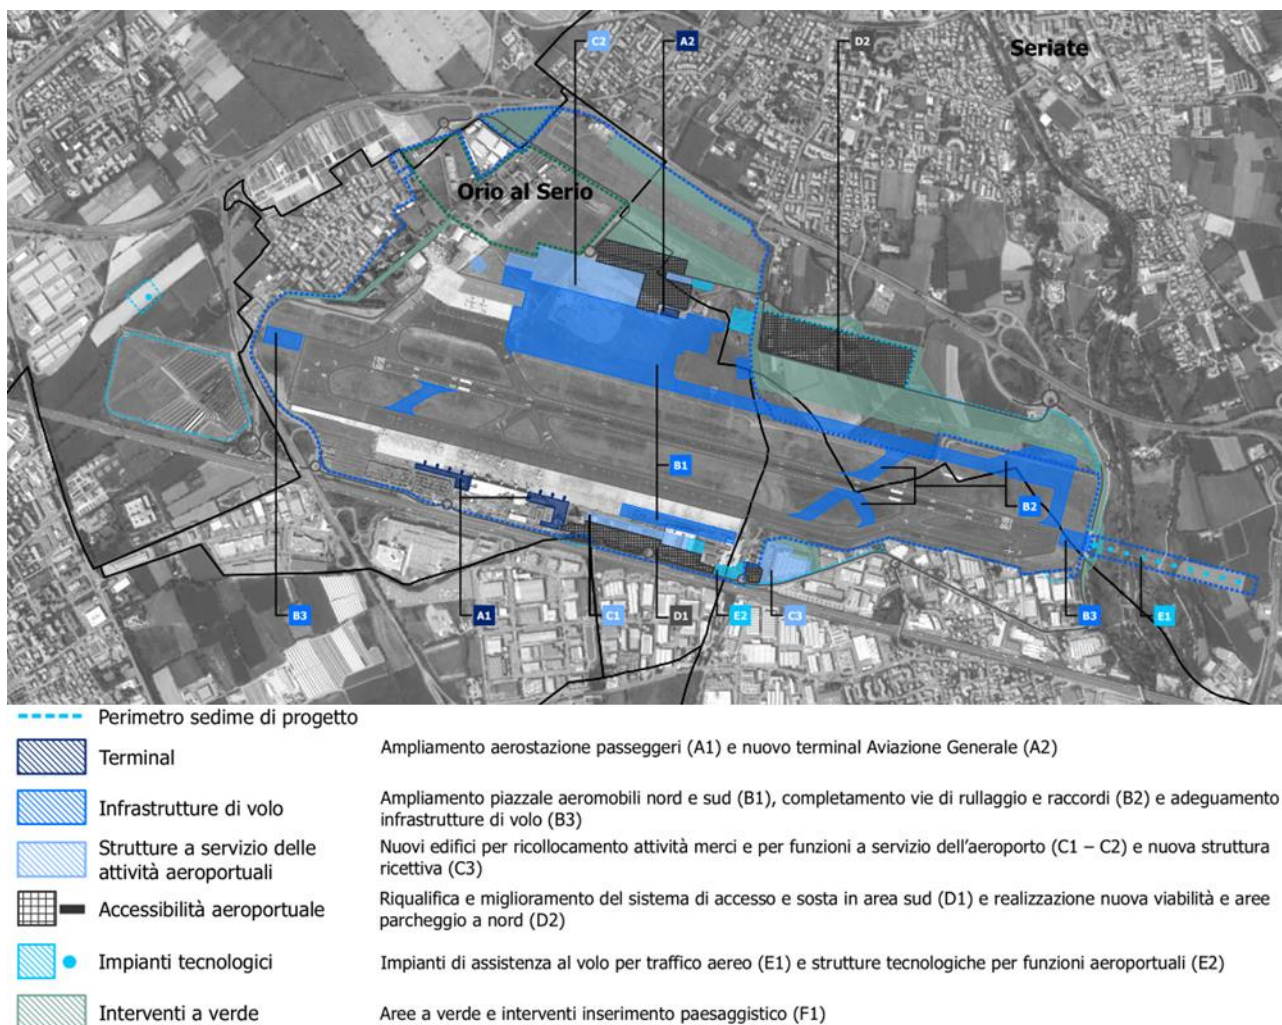 C2
A2
D2
Seriate
Orio al Serio
B1
B2
B3
A1
C1
D1
E2
C3
B3
E1
Perimetro sedime di progetto
Terminal
Ampliamento aerostazione passeggeri (A1) e nuovo terminal Aviazione Generale (A2)
Infrastrutture di volo
Ampliamento piazzale aeromobili nord e sud (B1), completamento vie di rullaggio e raccordi (B2) e adeguamento
infrastrutture di volo (B3)
Strutture a servizio delle
attività aeroportuali
Nuovi edifici per ricollocamento attività merci e per funzioni a servizio dell'aeroporto (C1 – C2) e nuova struttura
ricettiva (C3)
Accessibilità aeroportuale
Riqualifica e miglioramento del sistema di accesso e sosta in area sud (D1) e realizzazione nuova viabilità e aree
parcheggio a nord (D2)
Impianti tecnologici
Impianti di assistenza al volo per traffico aereo (E1) e strutture tecnologiche per funzioni aeroportuali (E2)
Interventi a verde
Aree a verde e interventi inserimento paesaggistico (F1)